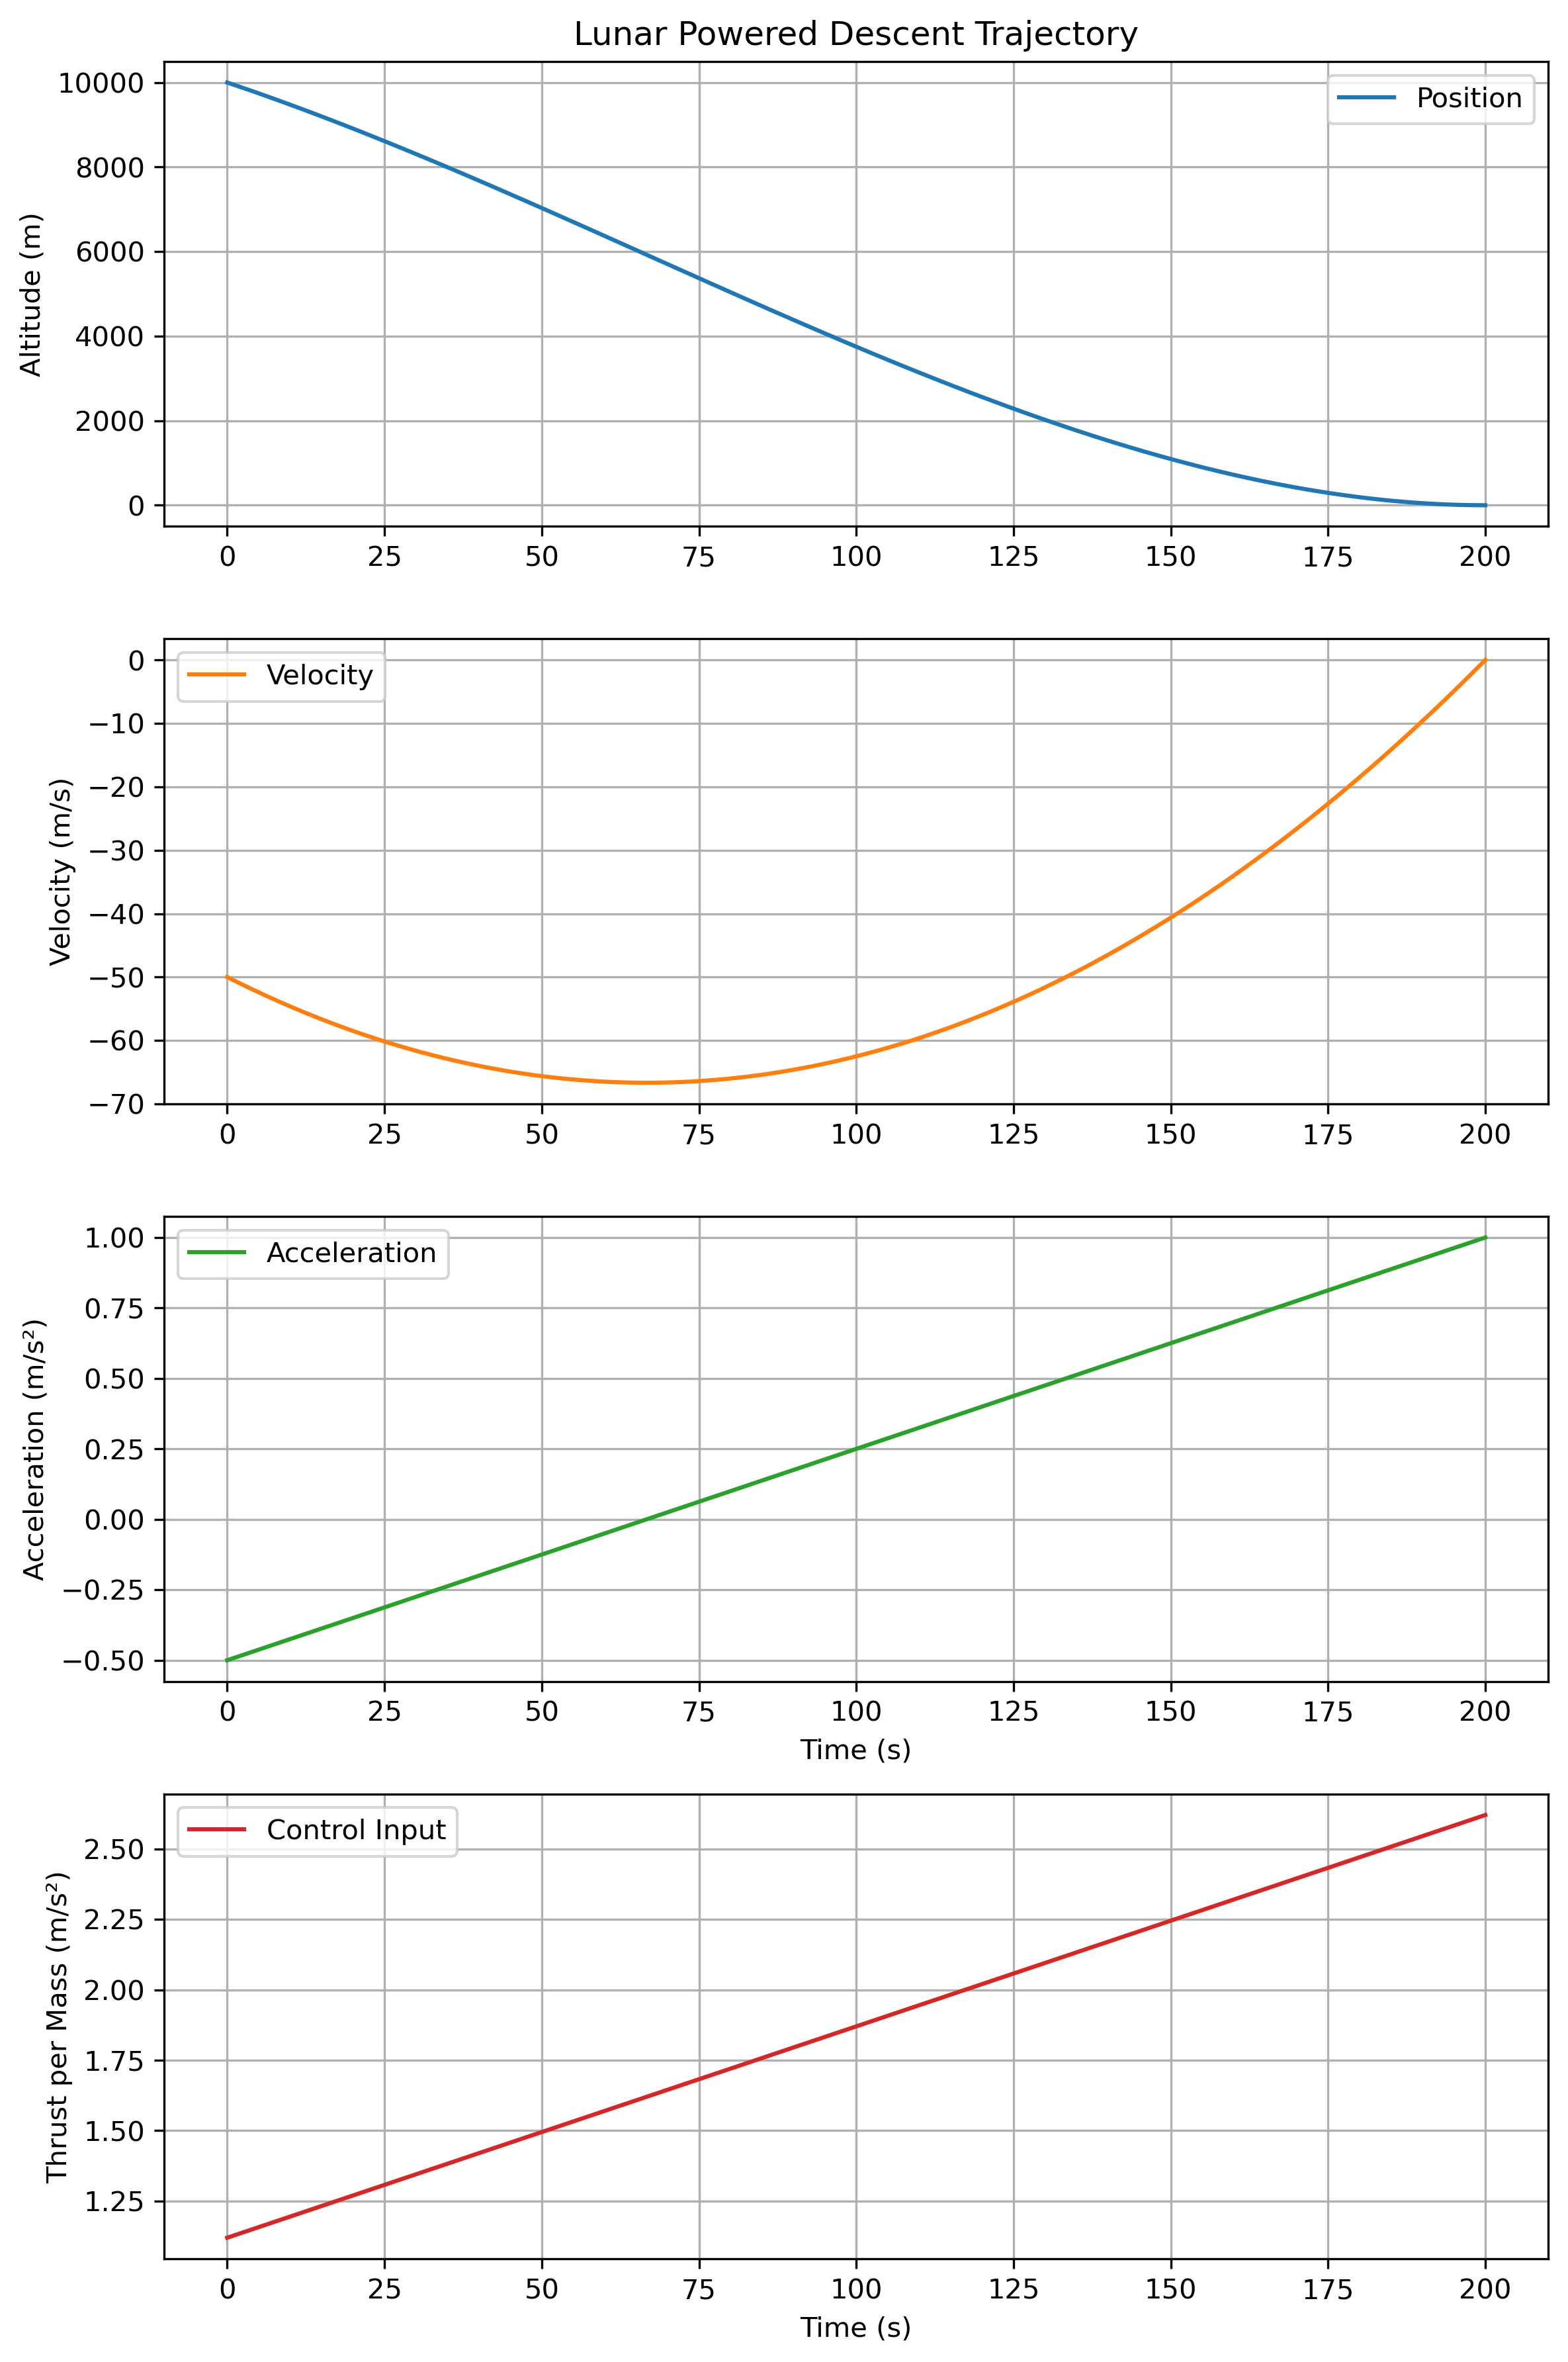 Lunar Powered Descent Trajectory
10000
8000
6000
4000
2000
0
Altitude (m)
Position
0 25 50 75 100 125 150 175 200
0
−10
−20
−30
−40
−50
−60
−70
Velocity (m/s)
Velocity
0 25 50 75 100 125 150 175 200
1.00
0.75
0.50
0.25
0.00
−0.25
−0.50
Acceleration (m/s²)
Acceleration
0 25 50 75 100 125 150 175 200
Time (s)
2.50
2.25
2.00
1.75
1.50
1.25
Thrust per Mass (m/s²)
Control Input
0 25 50 75 100 125 150 175 200
Time (s)